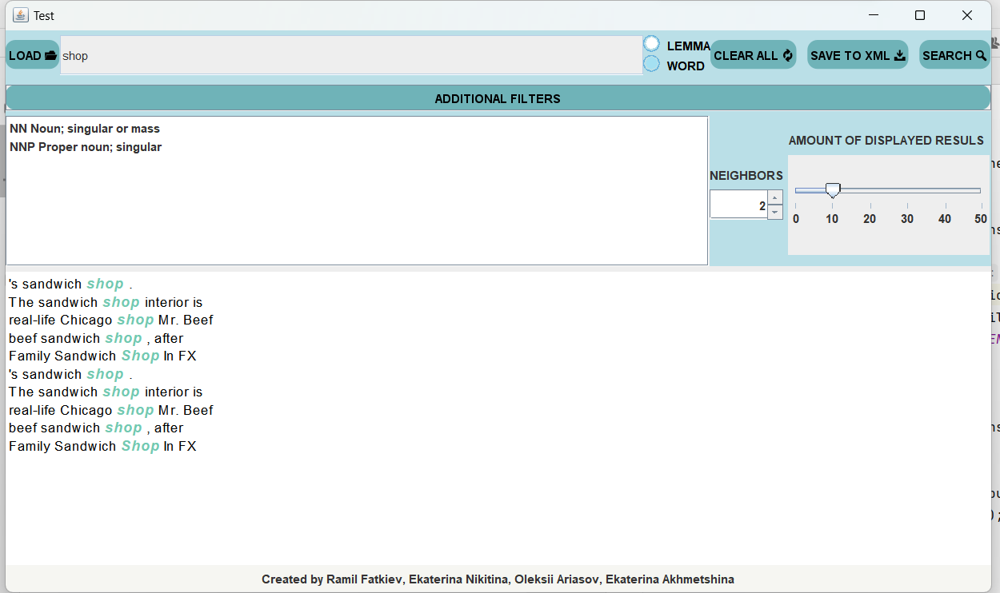 Test
LOAD
shop
LEMMA
WORD
CLEAR ALL
SAVE TO XML
SEARCH
ADDITIONAL FILTERS
NN Noun; singular or mass
NNP Proper noun; singular
NEIGHBORS
2
AMOUNT OF DISPLAYED RESULS
0 10 20 30 40 50
's sandwich shop .
The sandwich shop interior is
real-life Chicago shop Mr. Beef
beef sandwich shop , after
Family Sandwich Shop In FX
's sandwich shop .
The sandwich shop interior is
real-life Chicago shop Mr. Beef
beef sandwich shop , after
Family Sandwich Shop In FX
Created by Ramil Fatkiev, Ekaterina Nikitina, Oleksii Ariasov, Ekaterina Akhmetshina